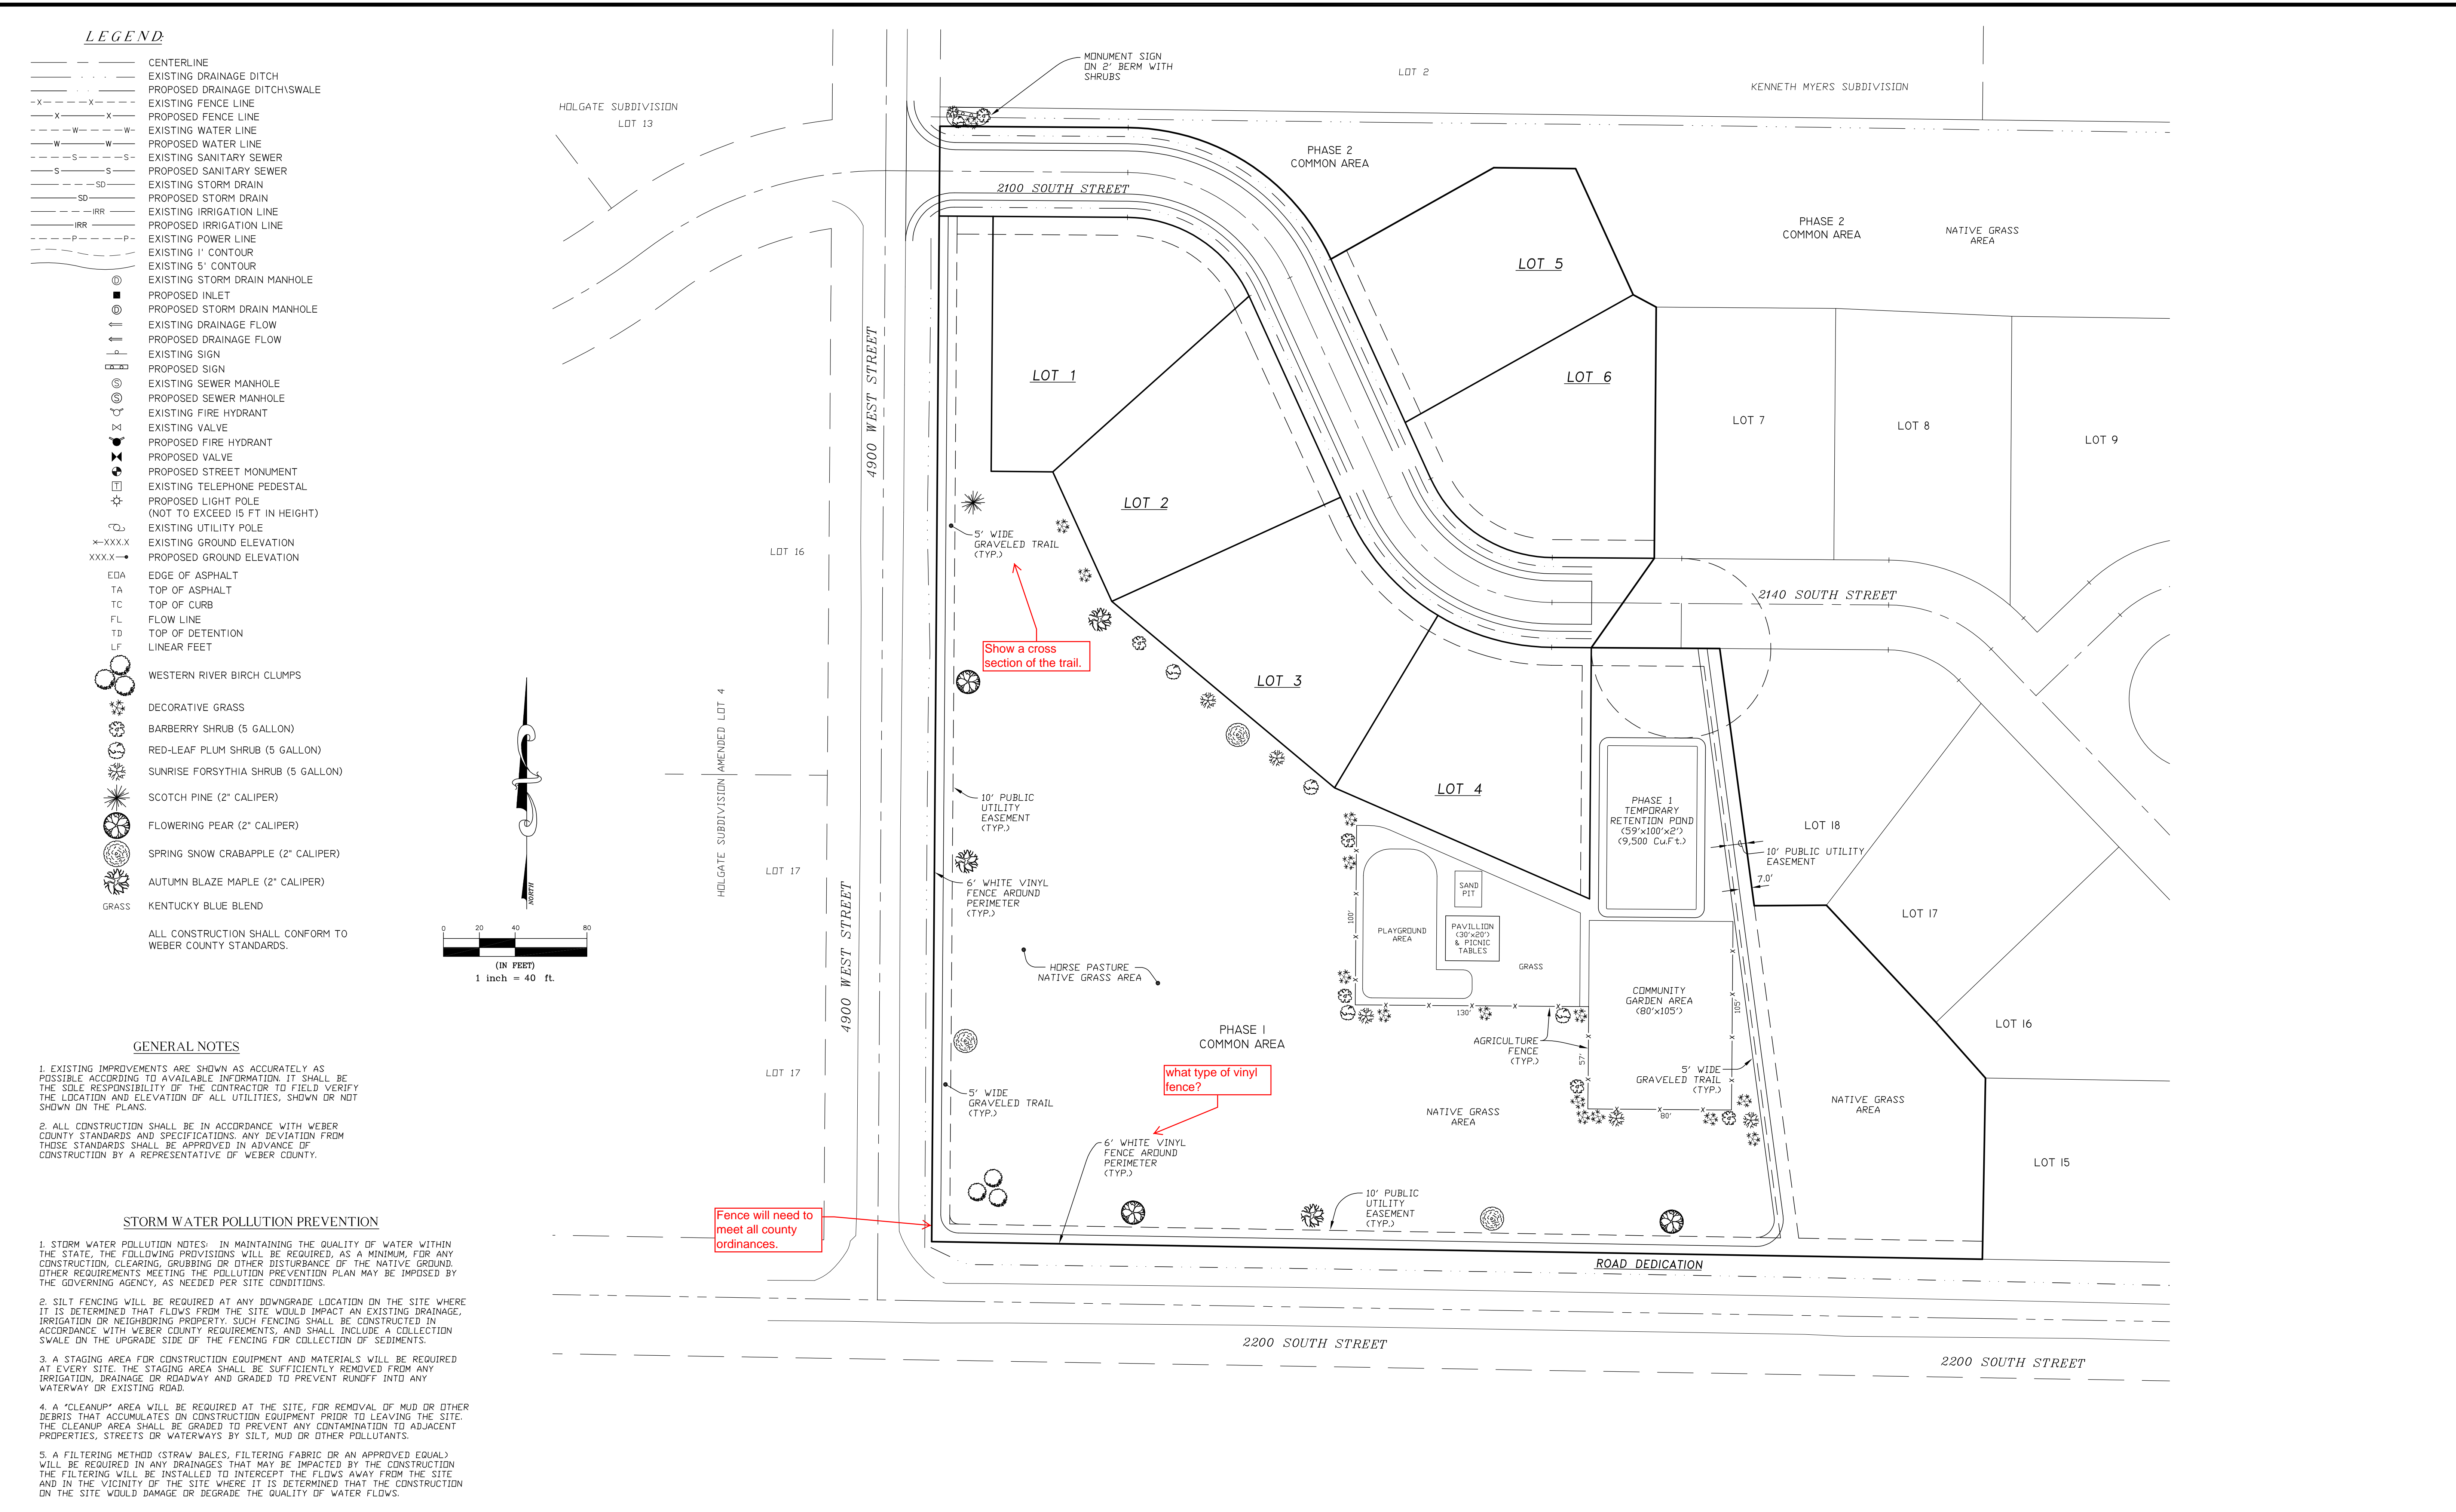 LEGEND:
CENTERLINE
EXISTING DRAINAGE DITCH
PROPOSED DRAINAGE DITCH\SWALE
X X EXISTING FENCE LINE
X X PROPOSED FENCE LINE
W W EXISTING WATER LINE
W W PROPOSED WATER LINE
S S EXISTING SANITARY SEWER
S S PROPOSED SANITARY SEWER
SD EXISTING STORM DRAIN
SD PROPOSED STORM DRAIN
IRR EXISTING IRRIGATION LINE
IRR PROPOSED IRRIGATION LINE
P P EXISTING POWER LINE
EXISTING 1' CONTOUR
EXISTING 5' CONTOUR
D EXISTING STORM DRAIN MANHOLE
PROPOSED INLET
D PROPOSED STORM DRAIN MANHOLE
EXISTING DRAINAGE FLOW
PROPOSED DRAINAGE FLOW
EXISTING SIGN
PROPOSED SIGN
S EXISTING SEWER MANHOLE
S PROPOSED SEWER MANHOLE
EXISTING FIRE HYDRANT
EXISTING VALVE
PROPOSED FIRE HYDRANT
PROPOSED VALVE
PROPOSED STREET MONUMENT
T EXISTING TELEPHONE PEDESTAL
PROPOSED LIGHT POLE
(NOT TO EXCEED 15 FT IN HEIGHT)
EXISTING UTILITY POLE
XXX.X EXISTING GROUND ELEVATION
XXX.X PROPOSED GROUND ELEVATION
EOA EDGE OF ASPHALT
TA TOP OF ASPHALT
TC TOP OF CURB
FL FLOW LINE
TD TOP OF DETENTION
LF LINEAR FEET
WESTERN RIVER BIRCH CLUMPS
DECORATIVE GRASS
BARBERRY SHRUB (5 GALLON)
RED-LEAF PLUM SHRUB (5 GALLON)
SUNRISE FORSYTHIA SHRUB (5 GALLON)
SCOTCH PINE (2" CALIPER)
FLOWERING PEAR (2" CALIPER)
SPRING SNOW CRABAPPLE (2" CALIPER)
AUTUMN BLAZE MAPLE (2" CALIPER)
GRASS KENTUCKY BLUE BLEND
ALL CONSTRUCTION SHALL CONFORM TO
WEBER COUNTY STANDARDS.
GENERAL NOTES
1. EXISTING IMPROVEMENTS ARE SHOWN AS ACCURATELY AS
POSSIBLE ACCORDING TO AVAILABLE INFORMATION. IT SHALL BE
THE SOLE RESPONSIBILITY OF THE CONTRACTOR TO FIELD VERIFY
THE LOCATION AND ELEVATION OF ALL UTILITIES, SHOWN OR NOT
SHOWN ON THE PLANS.
2. ALL CONSTRUCTION SHALL BE IN ACCORDANCE WITH WEBER
COUNTY STANDARDS AND SPECIFICATIONS. ANY DEVIATION FROM
THOSE STANDARDS SHALL BE APPROVED IN ADVANCE OF
CONSTRUCTION BY A REPRESENTATIVE OF WEBER COUNTY.
STORM WATER POLLUTION PREVENTION
1. STORM WATER POLLUTION NOTES: IN MAINTAINING THE QUALITY OF WATER WITHIN
THE STATE, THE FOLLOWING PROVISIONS WILL BE REQUIRED, AS A MINIMUM, FOR ANY
CONSTRUCTION, CLEARING, GRUBBING OR OTHER DISTURBANCE OF THE NATIVE GROUND.
OTHER REQUIREMENTS MEETING THE POLLUTION PREVENTION PLAN MAY BE IMPOSED BY
THE GOVERNING AGENCY, AS NEEDED PER SITE CONDITIONS.
2. SILT FENCING WILL BE REQUIRED AT ANY DOWNGRADE LOCATION ON THE SITE WHERE
IT IS DETERMINED THAT FLOWS FROM THE SITE WOULD IMPACT AN EXISTING DRAINAGE,
IRRIGATION OR NEIGHBORING PROPERTY. SUCH FENCING SHALL BE CONSTRUCTED IN
ACCORDANCE WITH WEBER COUNTY REQUIREMENTS, AND SHALL INCLUDE A COLLECTION
SWALE ON THE UPGRADE SIDE OF THE FENCING FOR COLLECTION OF SEDIMENTS.
3. A STAGING AREA FOR CONSTRUCTION EQUIPMENT AND MATERIALS WILL BE REQUIRED
AT EVERY SITE. THE STAGING AREA SHALL BE SUFFICIENTLY REMOVED FROM ANY
IRRIGATION, DRAINAGE OR ROADWAY AND GRADED TO PREVENT RUNOFF INTO ANY
WATERWAY OR EXISTING ROAD.
4. A "CLEANUP" AREA WILL BE REQUIRED AT THE SITE, FOR REMOVAL OF MUD OR OTHER
DEBRIS THAT ACCUMULATES ON CONSTRUCTION EQUIPMENT PRIOR TO LEAVING THE SITE.
THE CLEANUP AREA SHALL BE GRADED TO PREVENT ANY CONTAMINATION TO ADJACENT
PROPERTIES, STREETS OR WATERWAYS BY SILT, MUD OR OTHER POLLUTANTS.
5. A FILTERING METHOD (STRAW BALES, FILTERING FABRIC OR AN APPROVED EQUAL)
WILL BE REQUIRED IN ANY DRAINAGES THAT MAY BE IMPACTED BY THE CONSTRUCTION
THE FILTERING WILL BE INSTALLED TO INTERCEPT THE FLOWS AWAY FROM THE SITE
AND IN THE VICINITY OF THE SITE WHERE IT IS DETERMINED THAT THE CONSTRUCTION
ON THE SITE WOULD DAMAGE OR DEGRADE THE QUALITY OF WATER FLOWS.
NORTH
0 20 40 80
(IN FEET)
1 inch = 40 ft.
HOLGATE SUBDIVISION
LOT 13
MONUMENT SIGN
ON 2' BERM WITH
SHRUBS
LOT 2
KENNETH MYERS SUBDIVISION
PHASE 2
COMMON AREA
2100 SOUTH STREET
PHASE 2
COMMON AREA
NATIVE GRASS
AREA
LOT 5
LOT 1
LOT 6
LOT 7
LOT 8
LOT 9
4900 WEST STREET
LOT 2
LOT 16
5' WIDE
GRAVELED TRAIL
(TYP.)
Show a cross
section of the trail.
2140 SOUTH STREET
LOT 3
HOLGATE SUBDIVISION AMENDED LOT 4
10' PUBLIC
UTILITY
EASEMENT
(TYP.)
LOT 4
PHASE 1
TEMPORARY
RETENTION POND
(59'x100'x2')
(9,500 Cu.Ft.)
LOT 18
10' PUBLIC UTILITY
EASEMENT
7.0'
LOT 17
6' WHITE VINYL
FENCE AROUND
PERIMETER
(TYP.)
4900 WEST STREET
SAND
PIT
100'
PLAYGROUND
AREA
PAVILLION
(30'x20')
& PICNIC
TABLES
GRASS
LOT 17
HORSE PASTURE
NATIVE GRASS AREA
COMMUNITY
GARDEN AREA
(80'x105')
105'
130'
LOT 16
PHASE 1
COMMON AREA
AGRICULTURE
FENCE
(TYP.)
57'
5' WIDE
GRAVELED TRAIL
(TYP.)
LOT 17
what type of vinyl
fence?
5' WIDE
GRAVELED TRAIL
(TYP.)
NATIVE GRASS
AREA
80'
NATIVE GRASS
AREA
6' WHITE VINYL
FENCE AROUND
PERIMETER
(TYP.)
LOT 15
10' PUBLIC
UTILITY
EASEMENT
(TYP.)
Fence will need to
meet all county
ordinances.
ROAD DEDICATION
2200 SOUTH STREET
2200 SOUTH STREET